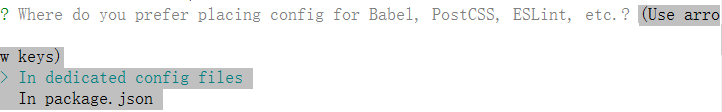 ? Where do you prefer placing config for Babel, PostCSS, ESLint, etc.? (Use arro
w keys)
> In dedicated config files
In package.json